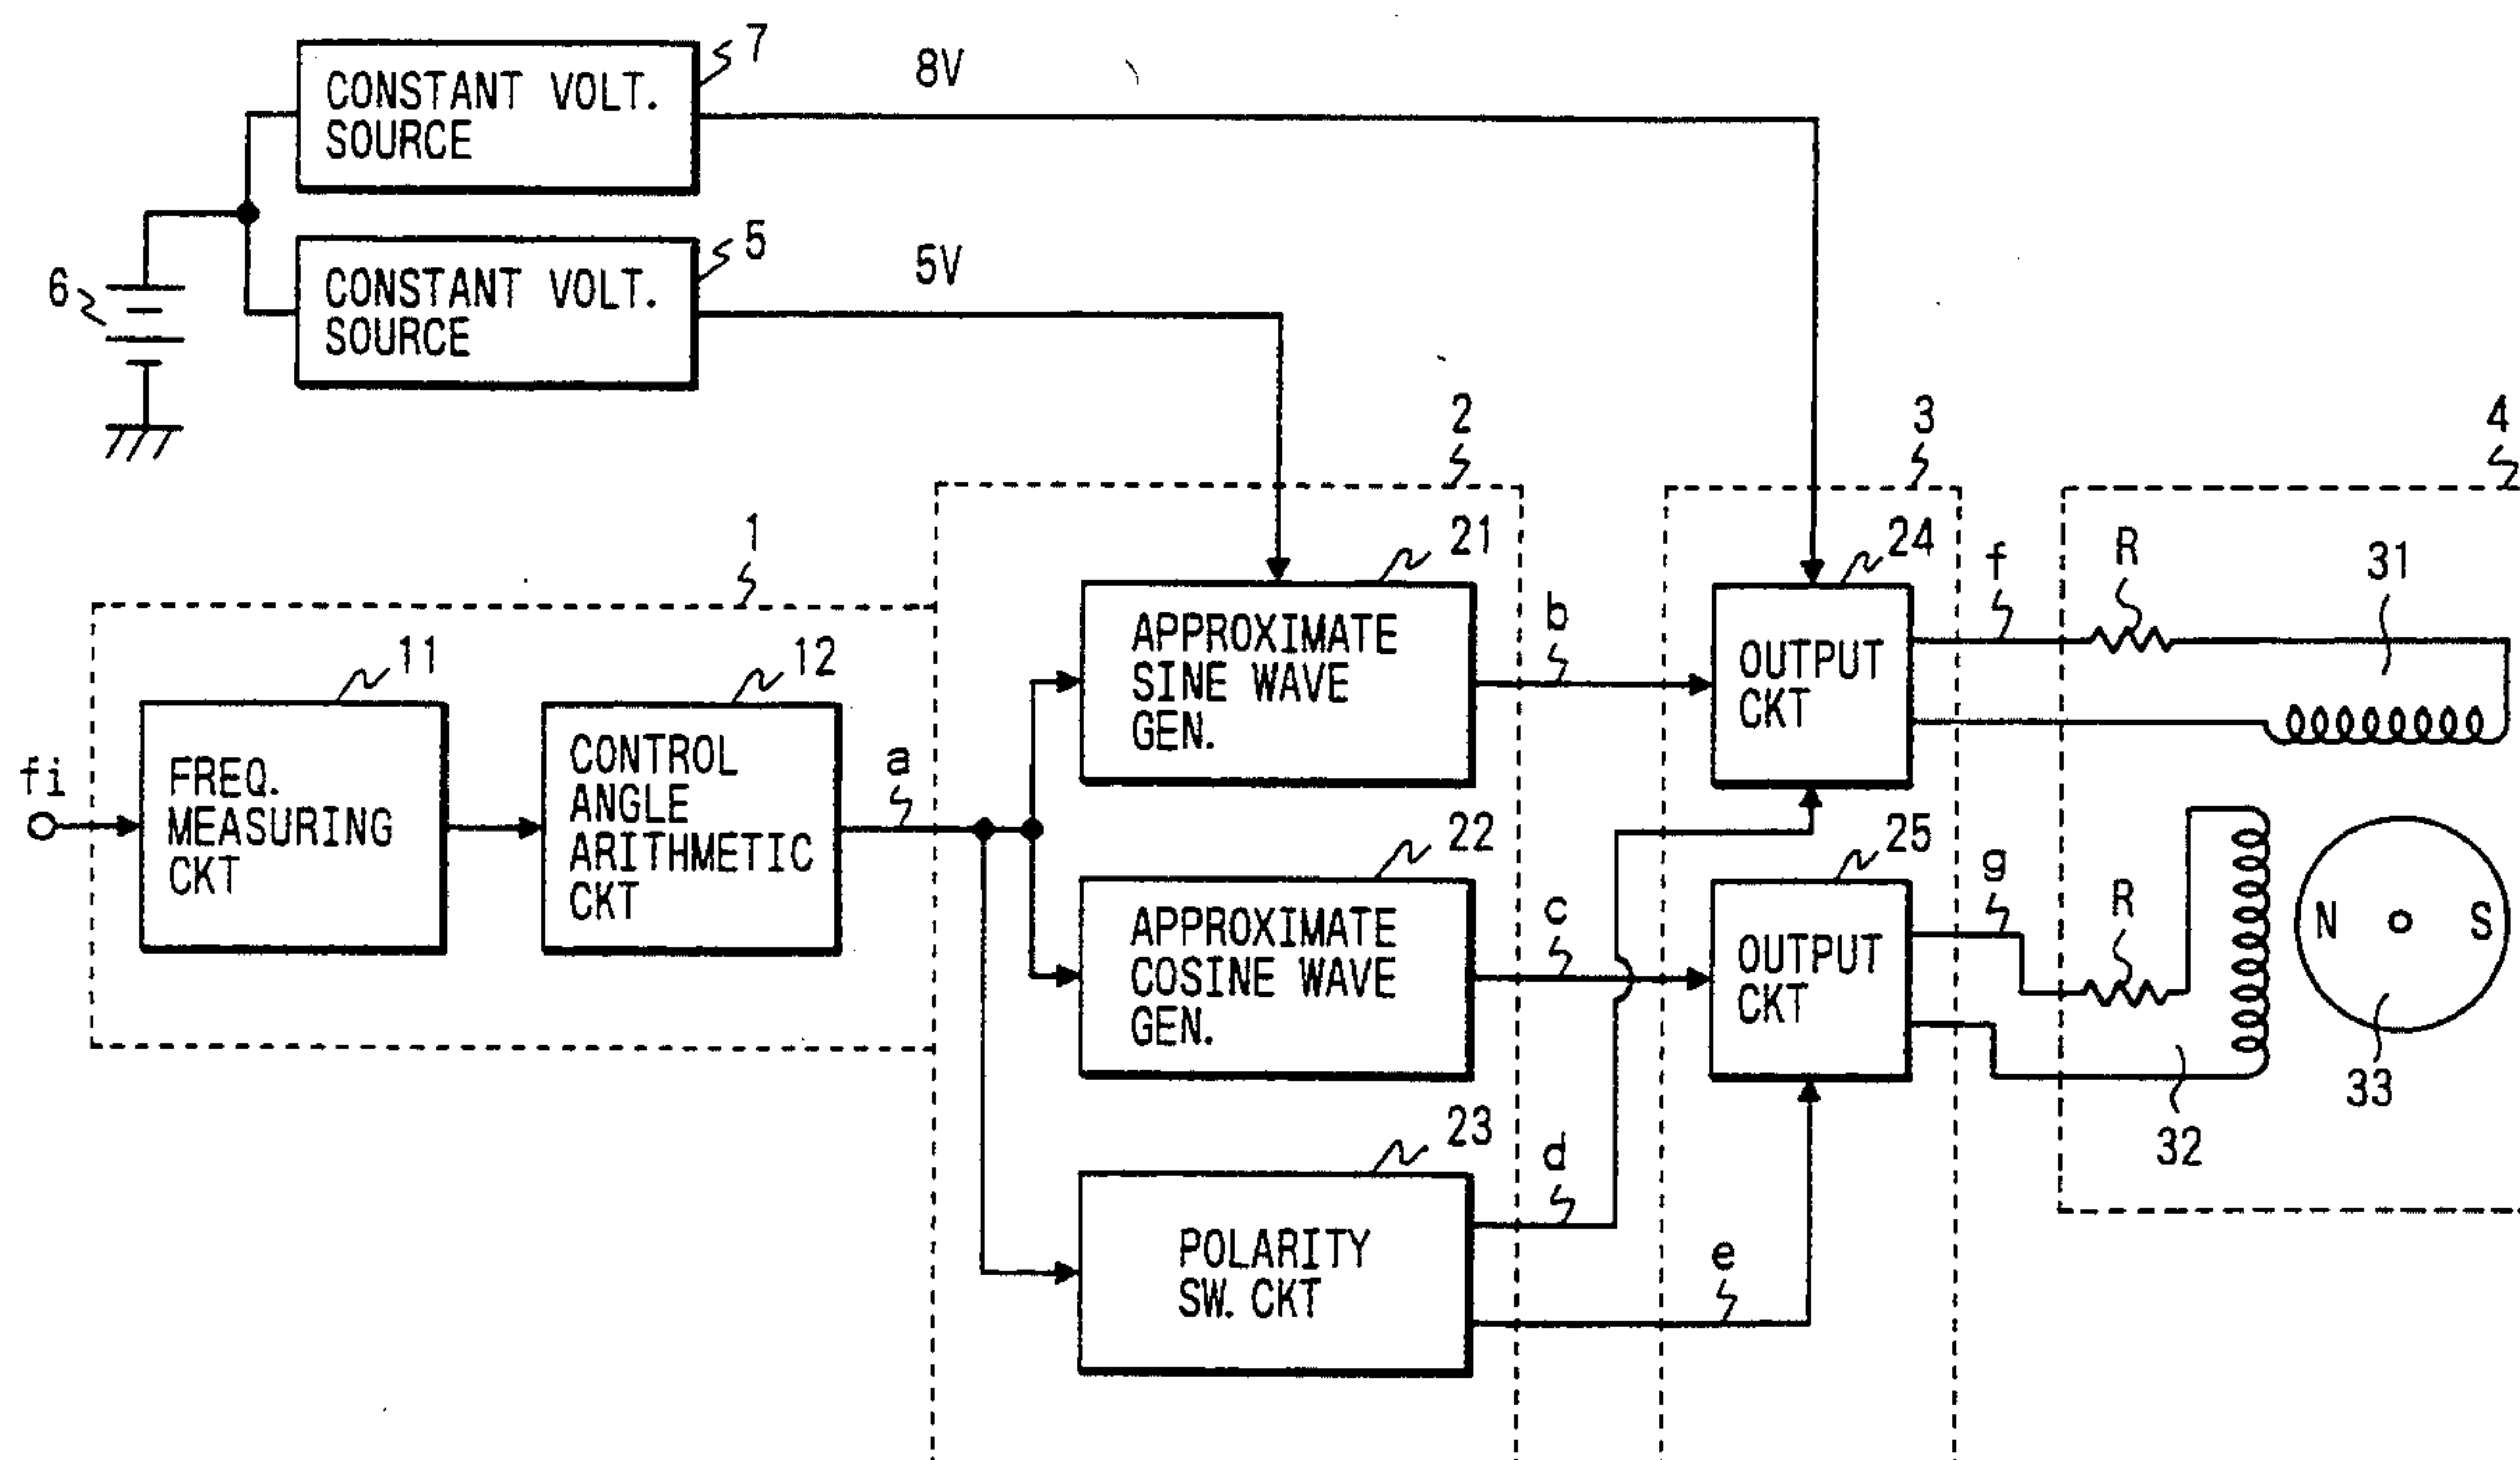 7
8V
CONSTANT VOLT.
SOURCE
5
5V
6
CONSTANT VOLT.
SOURCE
2
3
4
1
21
24
f
R
31
11
12
b
APPROXIMATE
SINE WAVE
GEN.
OUTPUT
CKT
fi
FREQ.
MEASURING
CKT
CONTROL
ANGLE
ARITHMETIC
CKT
a
22
25
g
R
c
APPROXIMATE
COSINE WAVE
GEN.
OUTPUT
CKT
N
S
33
32
23
d
POLARITY
SW. CKT
e